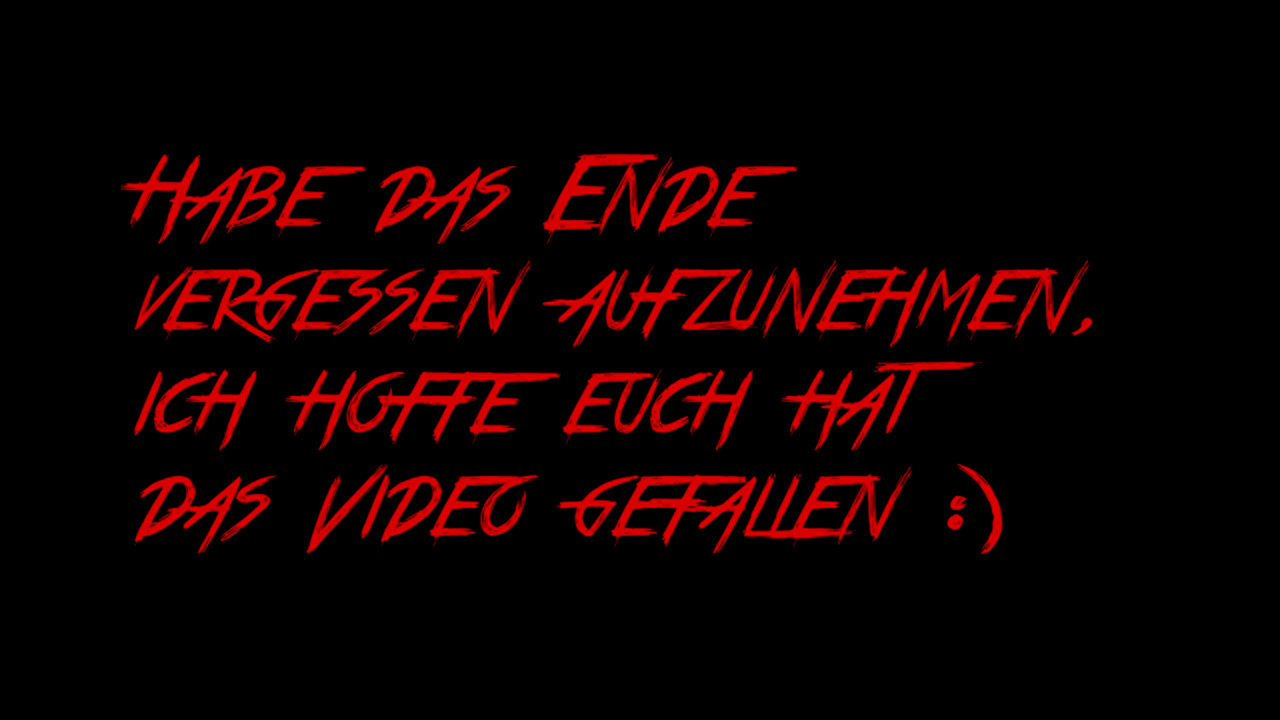 Habe das Ende
vergessen aufzunehmen,
ich hoffe euch hat
das Video gefallen :)